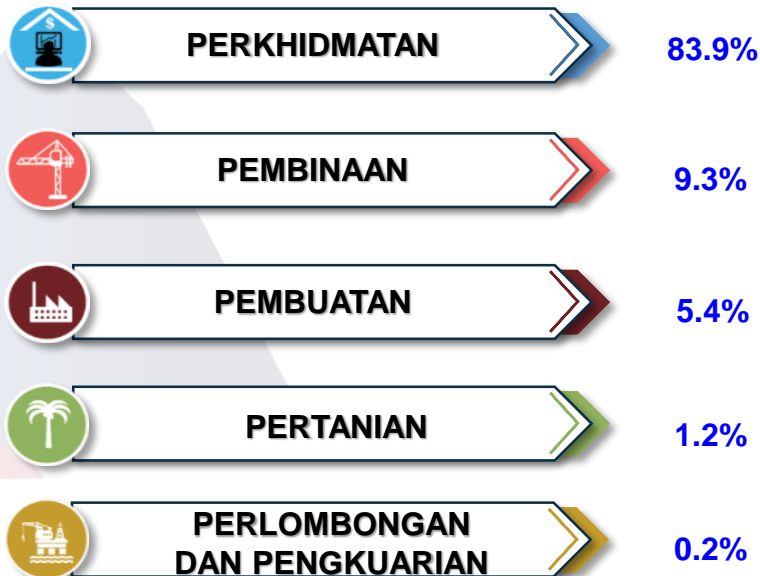 PERKHIDMATAN
83.9%
PEMBINAAN
9.3%
PEMBUATAN
5.4%
PERTANIAN
1.2%
PERLOMBONGAN
DAN PENGKUARIAN
0.2%